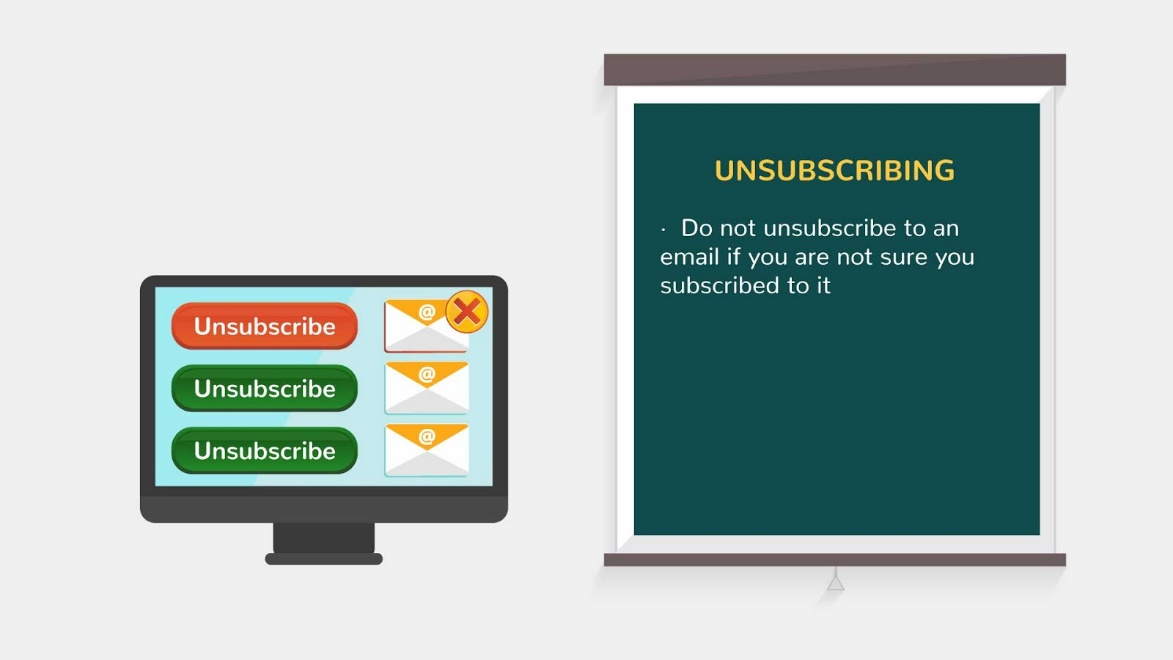 Unsubscribe
@
Unsubscribe
@
Unsubscribe
@
UNSUBSCRIBING
· Do not unsubscribe to an
email if you are not sure you
subscribed to it